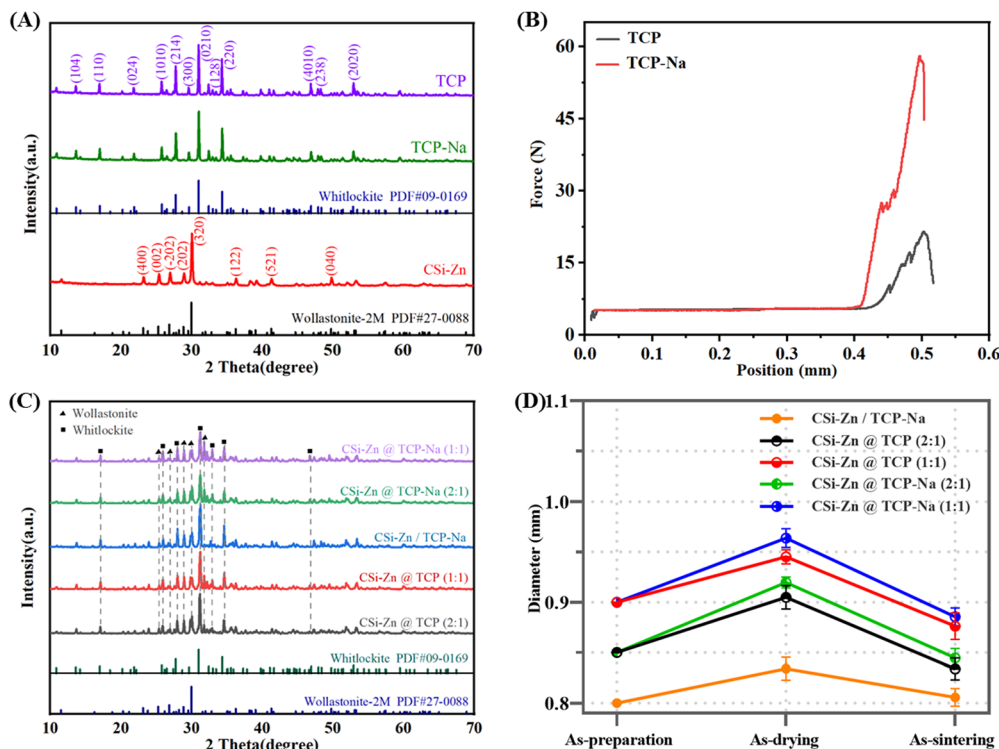 (A)
Intensity(a.u.)
(104)
(110)
(024)
(1010)
(214)
(300)
(0210)
(128)
(220)
(4010)
(238)
(2020)
TCP
TCP-Na
Whitlockite PDF#09-0169
(400)
(002)
(-202)
(202)
(320)
(122)
(521)
(040)
CSi-Zn
Wollastonite-2M PDF#27-0088
10 20 30 40 50 60 70
2 Theta(degree)
(B)
Force (N)
60
45
30
15
0
TCP
TCP-Na
0.0 0.1 0.2 0.3 0.4 0.5 0.6
Position (mm)
(C)
Intensity(a.u.)
Wollastonite
Whitlockite
CSi-Zn @ TCP-Na (1:1)
CSi-Zn @ TCP-Na (2:1)
CSi-Zn / TCP-Na
CSi-Zn @ TCP (1:1)
CSi-Zn @ TCP (2:1)
Whitlockite PDF#09-0169
Wollastonite-2M PDF#27-0088
10 20 30 40 50 60 70
2 Theta(degree)
(D)
Diameter (mm)
1.1
1.0
0.9
0.8
CSi-Zn / TCP-Na
CSi-Zn @ TCP (2:1)
CSi-Zn @ TCP (1:1)
CSi-Zn @ TCP-Na (2:1)
CSi-Zn @ TCP-Na (1:1)
As-preparation As-drying As-sintering